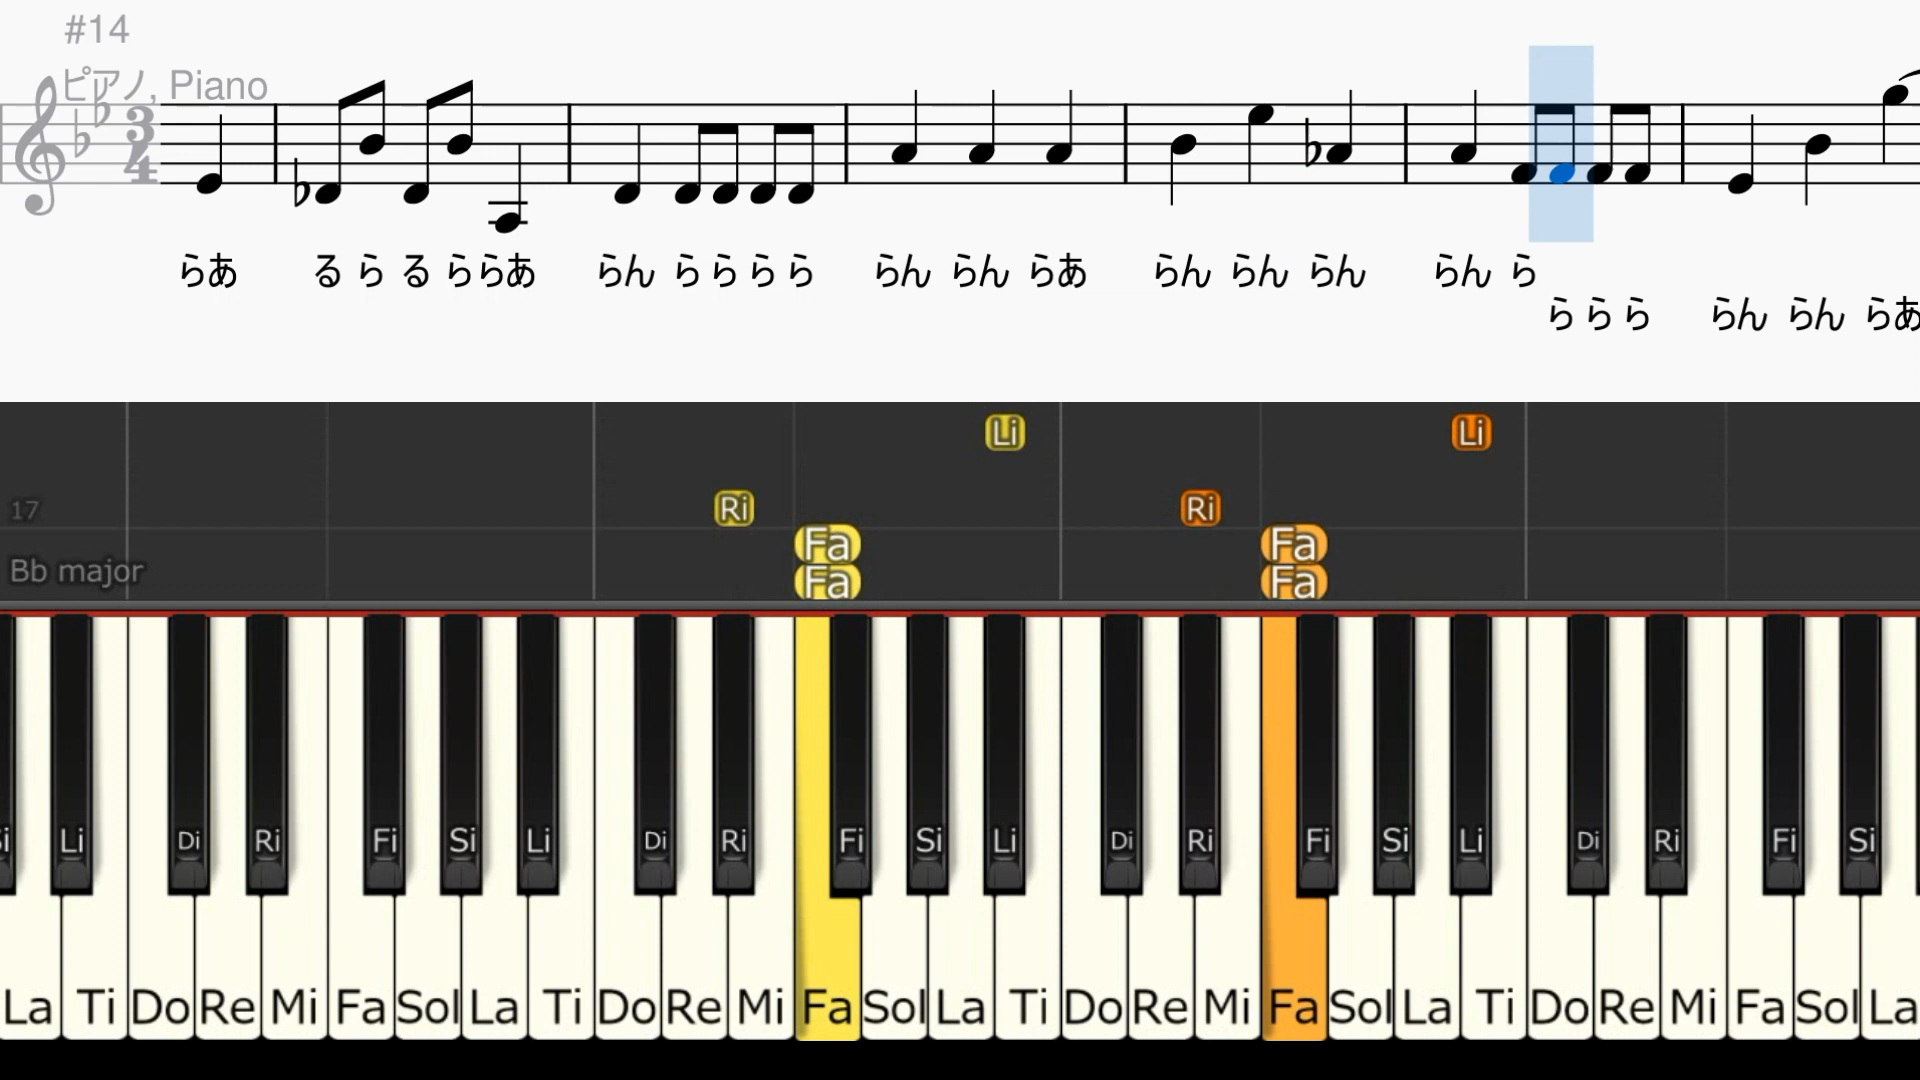 #14
ピアノ, Piano
3
4
らあ る ら る ららあ らん ら ら ら ら らん らん らあ らん らん らん らん ら
ら ら ら らん らん らあ
Li Li
17 Ri Ri
Fa Fa
Bb major Fa Fa
Li Di Ri Fi Si Li Di Ri Fi Si Li Di Ri Fi Si Li Di Ri Fi Si
La Ti Do Re Mi Fa Sol La Ti Do Re Mi Fa Sol La Ti Do Re Mi Fa Sol La Ti Do Re Mi Fa Sol La